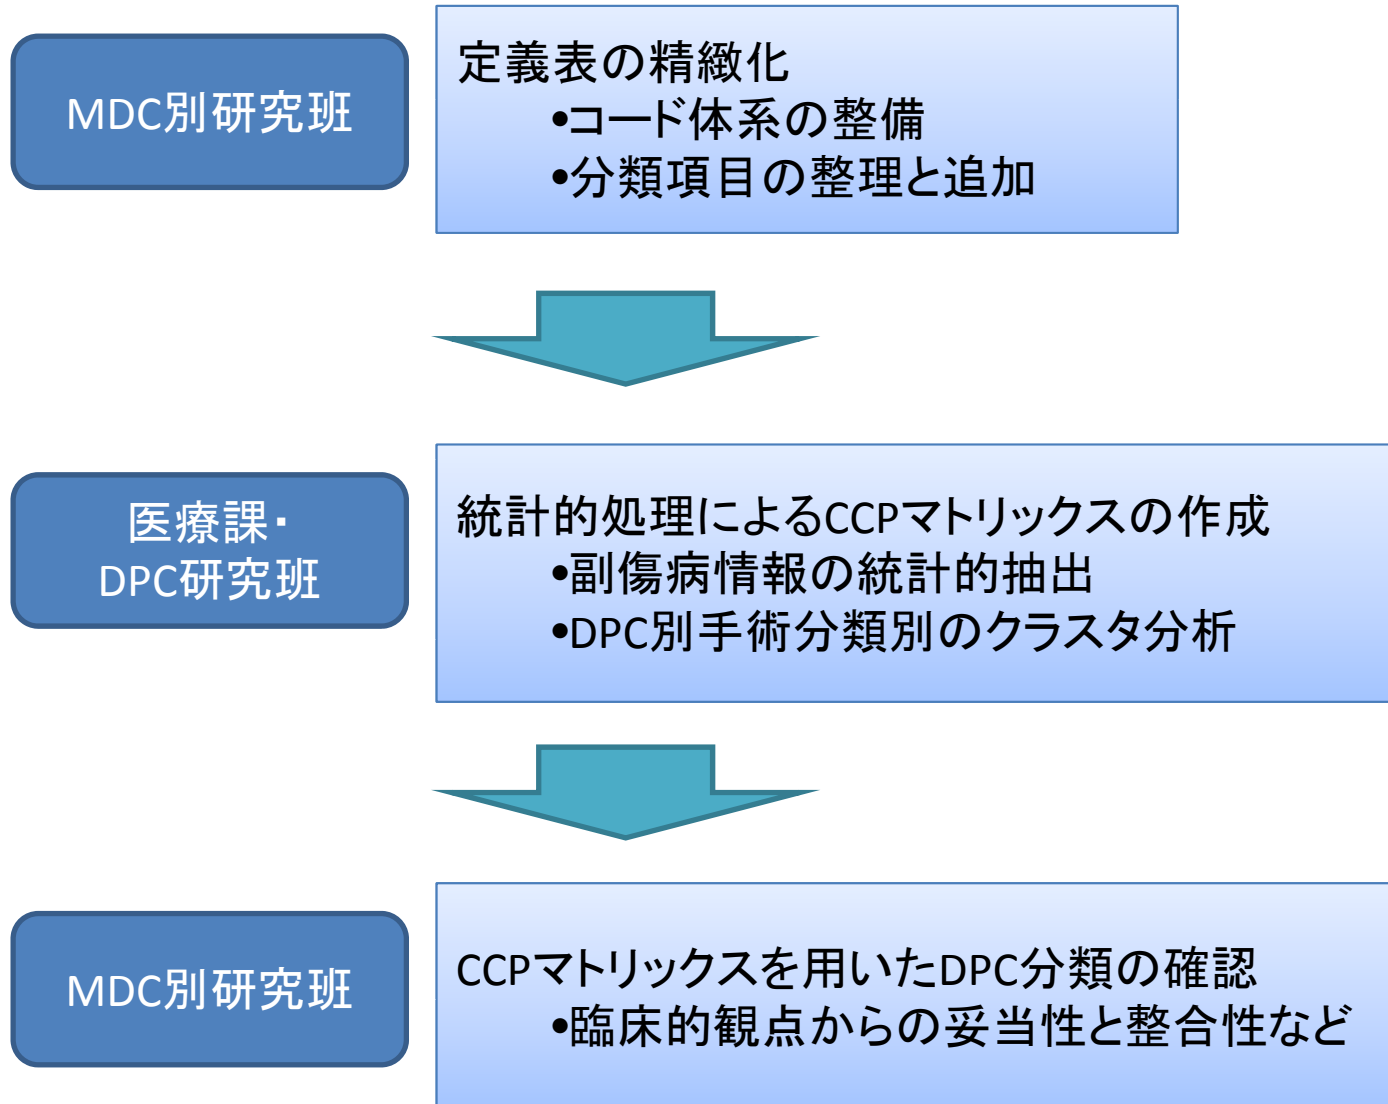 MDC別研究班
定義表の精緻化
•コード体系の整備
•分類項目の整理と追加
医療課・
DPC研究班
統計的処理によるCCPマトリックスの作成
•副傷病情報の統計的抽出
•DPC別手術分類別のクラスタ分析
MDC別研究班
CCPマトリックスを用いたDPC分類の確認
•臨床的観点からの妥当性と整合性など